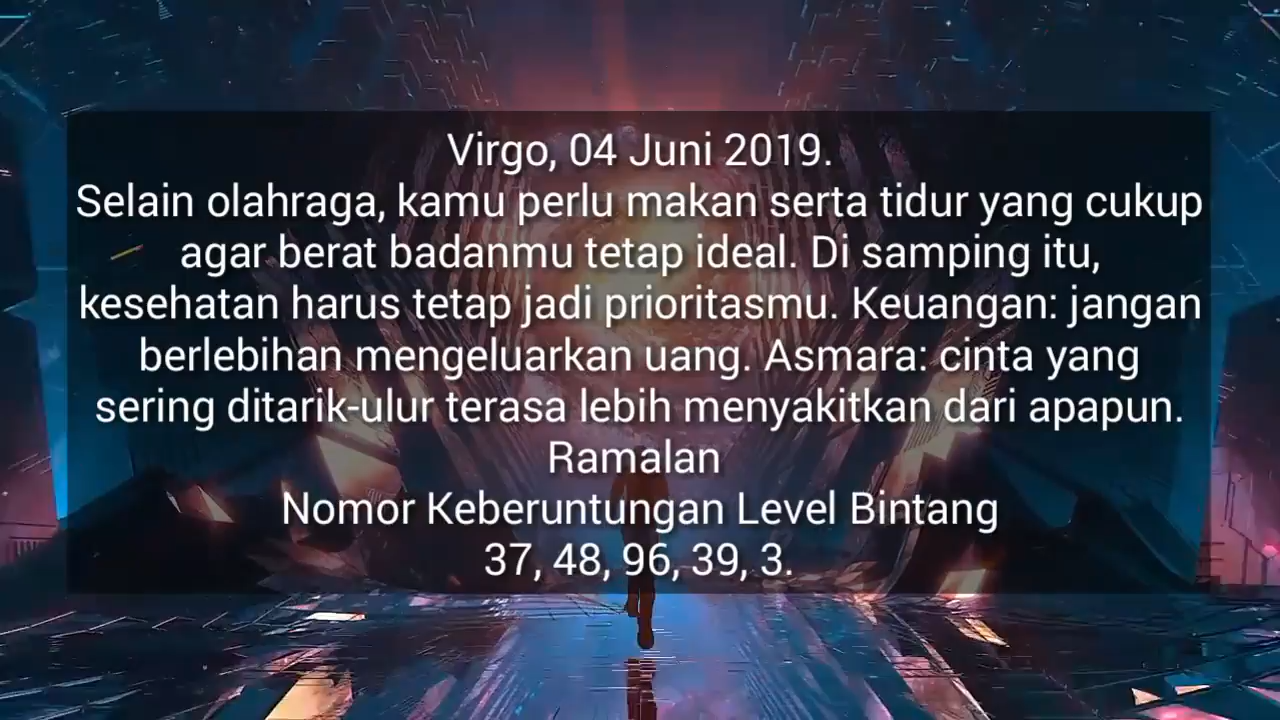 Virgo, 04 Juni 2019.
Selain olahraga, kamu perlu makan serta tidur yang cukup
agar berat badanmu tetap ideal. Di samping itu,
kesehatan harus tetap jadi prioritasmu. Keuangan: jangan
berlebihan mengeluarkan uang. Asmara: cinta yang
sering ditarik-ulur terasa lebih menyakitkan dari apapun.
Ramalan
Nomor Keberuntungan Level Bintang
37, 48, 96, 39, 3.